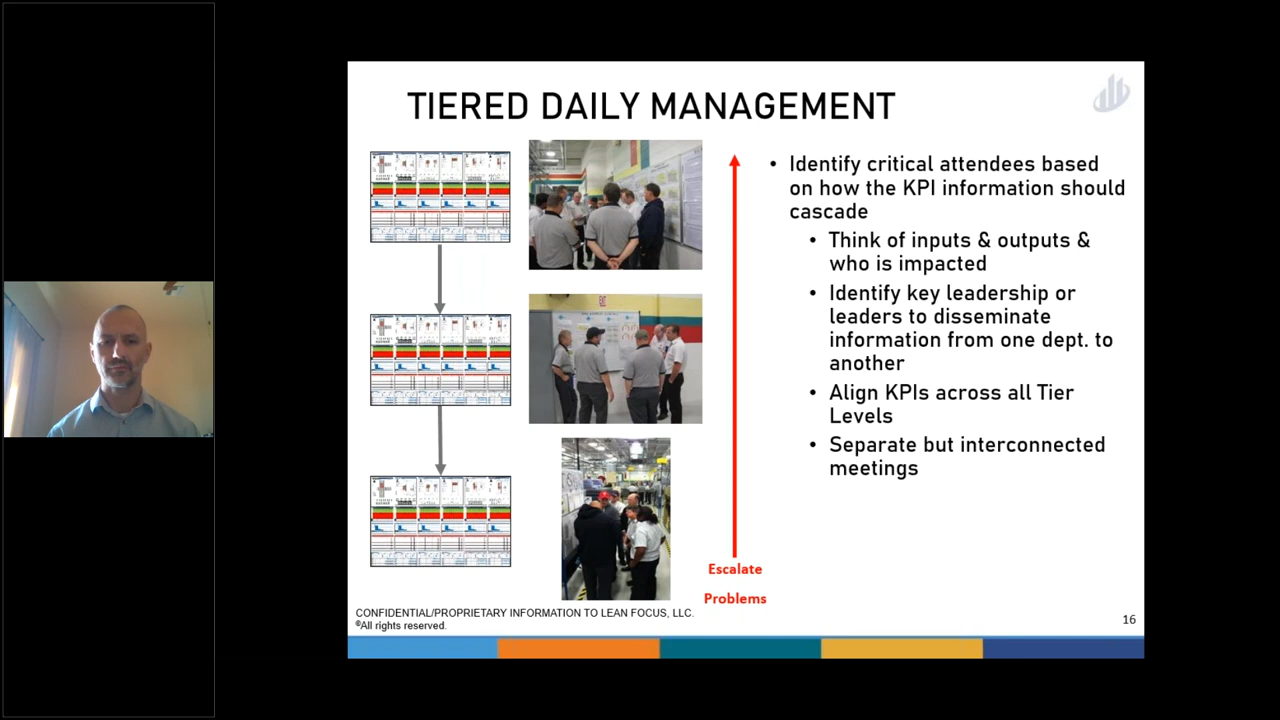 TIERED DAILY MANAGEMENT
• Identify critical attendees based
on how the KPI information should
cascade
• Think of inputs & outputs &
who is impacted
• Identify key leadership or
leaders to disseminate
information from one dept. to
another
• Align KPIs across all Tier
Levels
• Separate but interconnected
meetings
EXIT
Escalate
Problems
CONFIDENTIAL/PROPRIETARY INFORMATION TO LEAN FOCUS, LLC.
©All rights reserved.
16